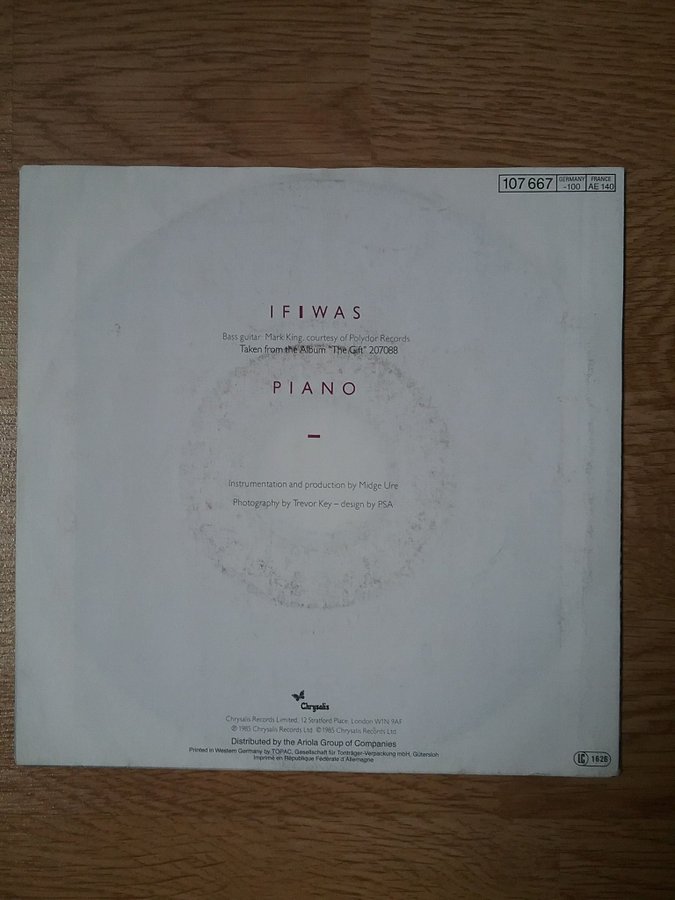 107 667 GERMANY -100 FRANCE AE 140
IF I WAS
Bass guitar: Mark King, courtesy of Polydor Records
Taken from the Album "The Gift" 207088
PIANO
Instrumentation and production by Midge Ure
Photography by Trevor Key – design by PSA
Chrysalis
Chrysalis Records Limited, 12 Stratford Place, London W1N 9AF
℗ 1985 Chrysalis Records Ltd © 1985 Chrysalis Records Ltd
Distributed by the Ariola Group of Companies
Printed in Western Germany by TOPAC, Gesellschaft für Tonträger-Verpackung mbH, Gütersloh
Imprimé en République Fédérale d'Allemagne
LC 1626